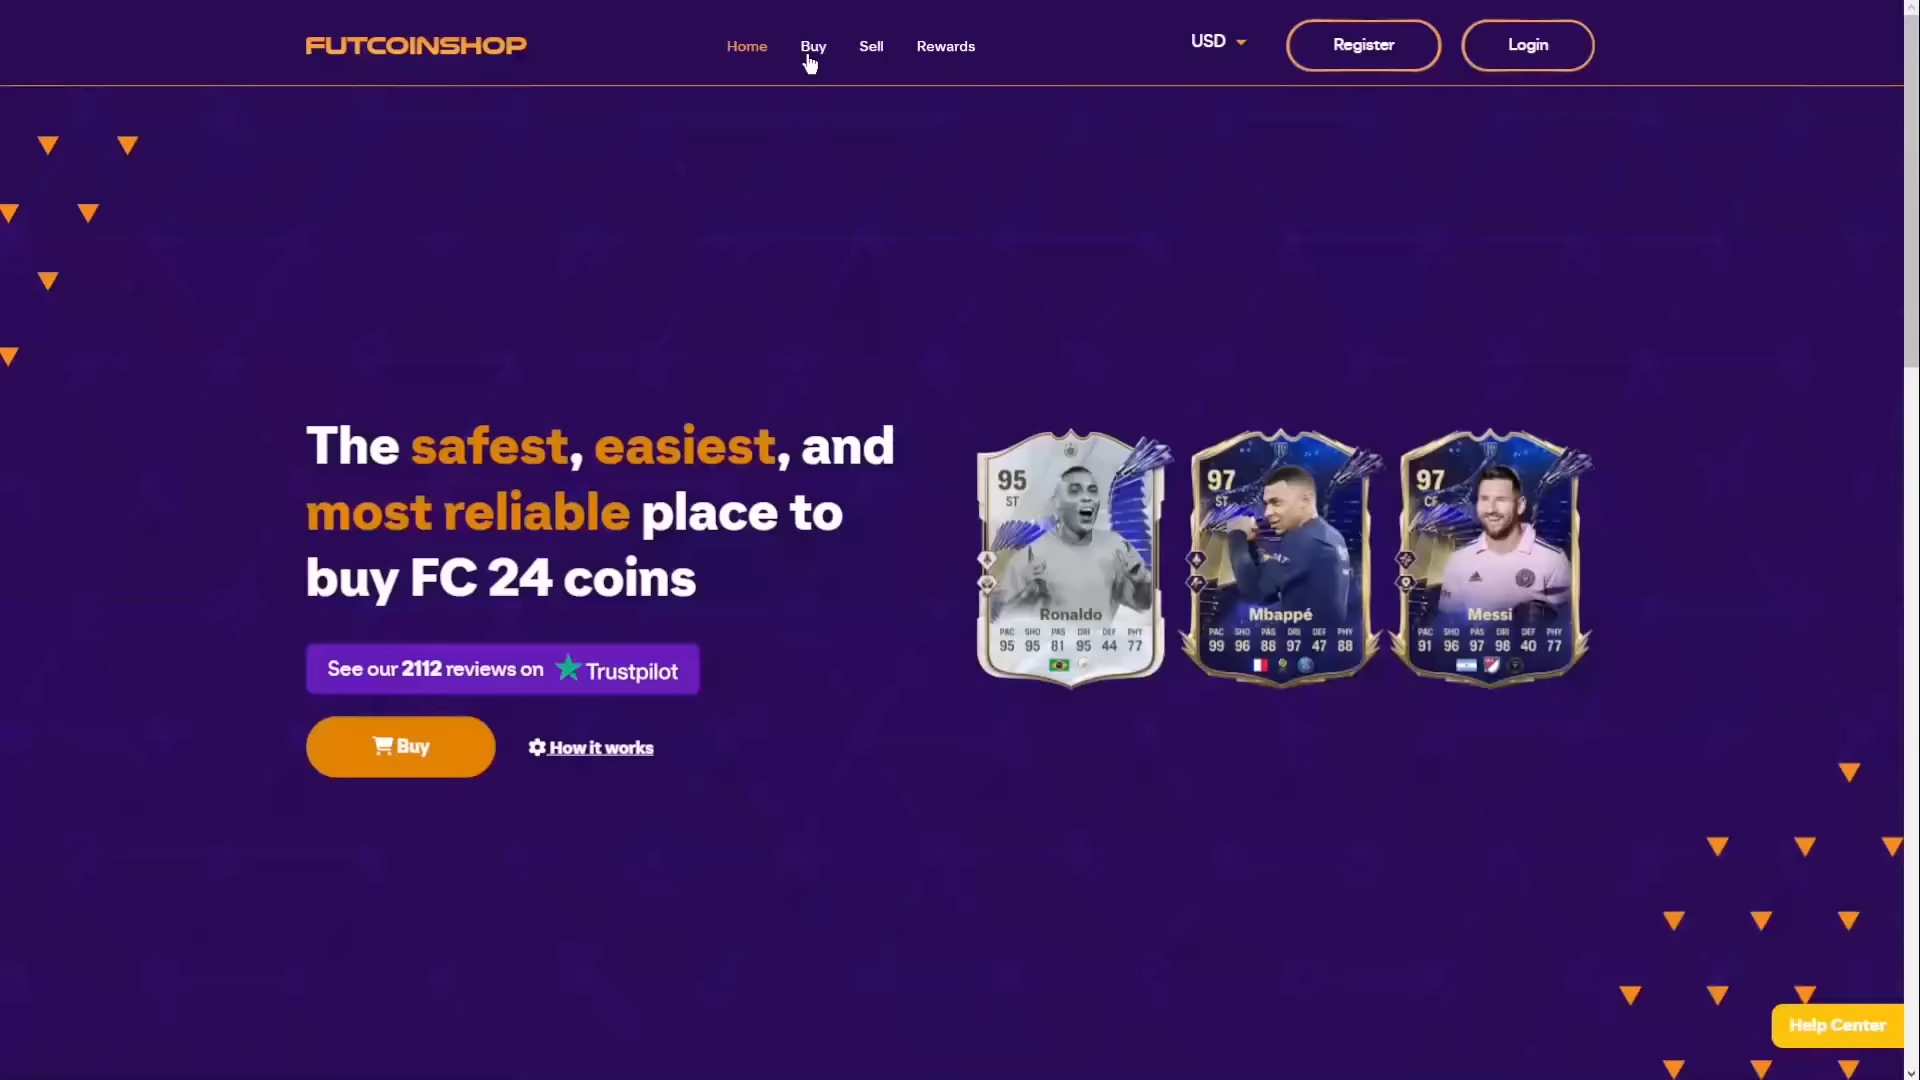 FUTCOINSHOP
Home
Buy
Sell
Rewards
USD
Register
Login
The safest, easiest, and
most reliable place to
buy FC 24 coins
See our 2112 reviews on Trustpilot
Buy
How it works
95
ST
Ronaldo
PAC SHO PAS DRI DEF PHY
95 95 81 95 44 77
97
ST
Mbappé
PAC SHO PAS DRI DEF PHY
99 96 88 97 47 88
97
CF
Messi
PAC SHO PAS DRI DEF PHY
91 96 97 98 40 77
Help Center